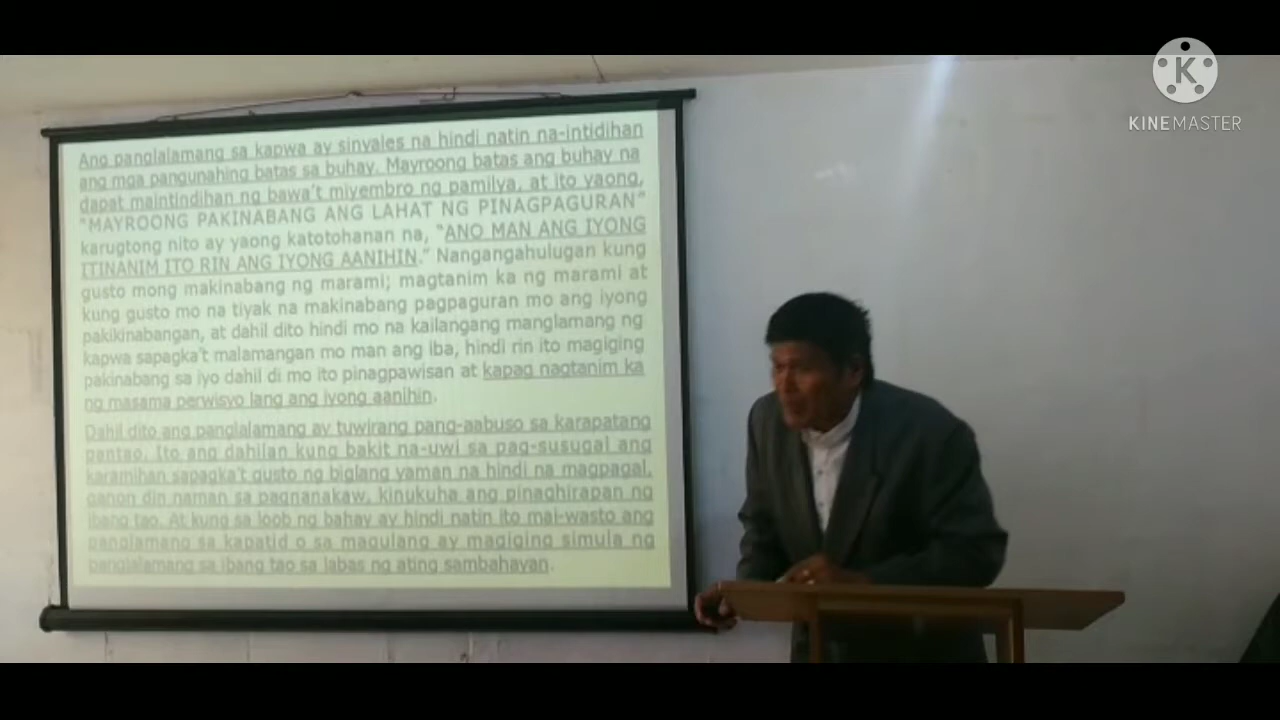 Ang panglalamang sa kapwa ay sinyales na hindi natin na-intidihan
ang mga pangunahing batas sa buhay. Mayroong batas ang buhay na
dapat maintindihan ng bawa't miyembro ng pamilya, at ito yaong,
"MAYROONG PAKINABANG ANG LAHAT NG PINAGPAGURAN"
karugtong nito ay yaong katotohanan na, "ANO MAN ANG IYONG
ITINANIM ITO RIN ANG IYONG AANIHIN." Nangangahulugan kung
gusto mong makinabang ng marami; magtanim ka ng marami at
kung gusto mo na tiyak na makinabang pagpaguran mo ang iyong
pakikinabangan, at dahil dito hindi mo na kailangang manglamang ng
kapwa sapagka't malamangan mo man ang iba, hindi rin ito magiging
pakinabang sa iyo dahil di mo ito pinagpawisan at kapag nagtanim ka
ng masama perwisyo lang ang iyong aanihin.
Dahil dito ang panglalamang ay tuwirang pang-aabuso sa karapatang
pantao. Ito ang dahilan kung bakit na-uwi sa pag-susugal ang
karamihan sapagka't gusto ng biglang yaman na hindi na magpagal,
ganon din naman sa pagnanakaw, kinukuha ang pinaghirapan ng
ibang tao. At kung sa loob ng bahay ay hindi natin ito mai-wasto ang
panglamang sa kapatid o sa magulang ay magiging simula ng
panglalamang sa ibang tao sa labas ng ating sambahayan.
K
KINEMASTER